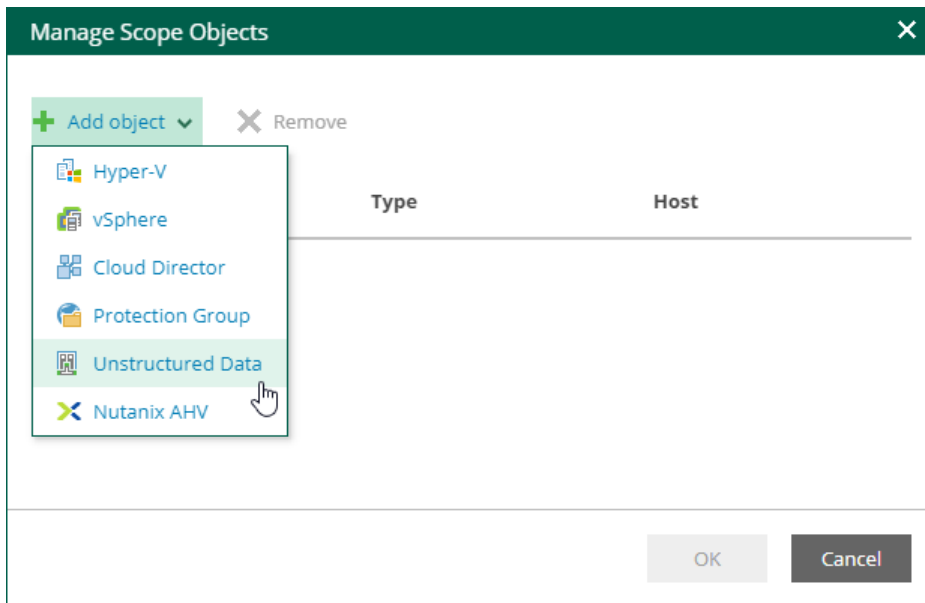 Manage Scope Objects
Add object
Remove
Hyper-V
Type
Host
vSphere
Cloud Director
Protection Group
Unstructured Data
Nutanix AHV
OK
Cancel